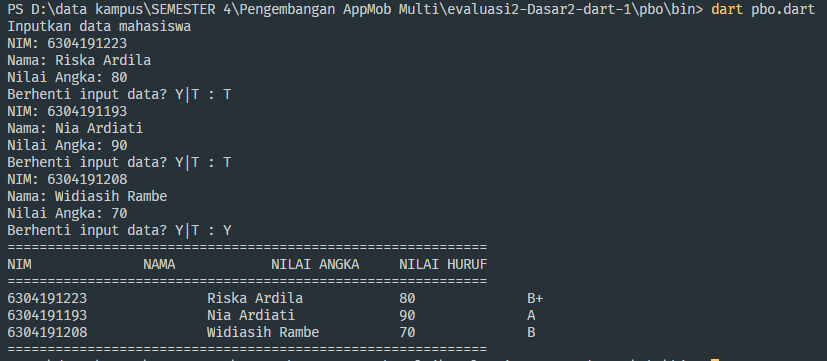 PS D:\data kampus\SEMESTER 4\Pengembangan AppMob Multi\evaluasi2-Dasar2-dart-1\pbo\bin> dart pbo.dart
Inputkan data mahasiswa
NIM: 6304191223
Nama: Riska Ardila
Nilai Angka: 80
Berhenti input data? Y|T : T
NIM: 6304191193
Nama: Nia Ardiati
Nilai Angka: 90
Berhenti input data? Y|T : T
NIM: 6304191208
Nama: Widiasih Rambe
Nilai Angka: 70
Berhenti input data? Y|T : Y
============================================================
NIM              NAMA            NILAI ANGKA     NILAI HURUF
============================================================
6304191223               Riska Ardila            80              B+
6304191193               Nia Ardiati             90              A
6304191208               Widiasih Rambe          70              B
============================================================